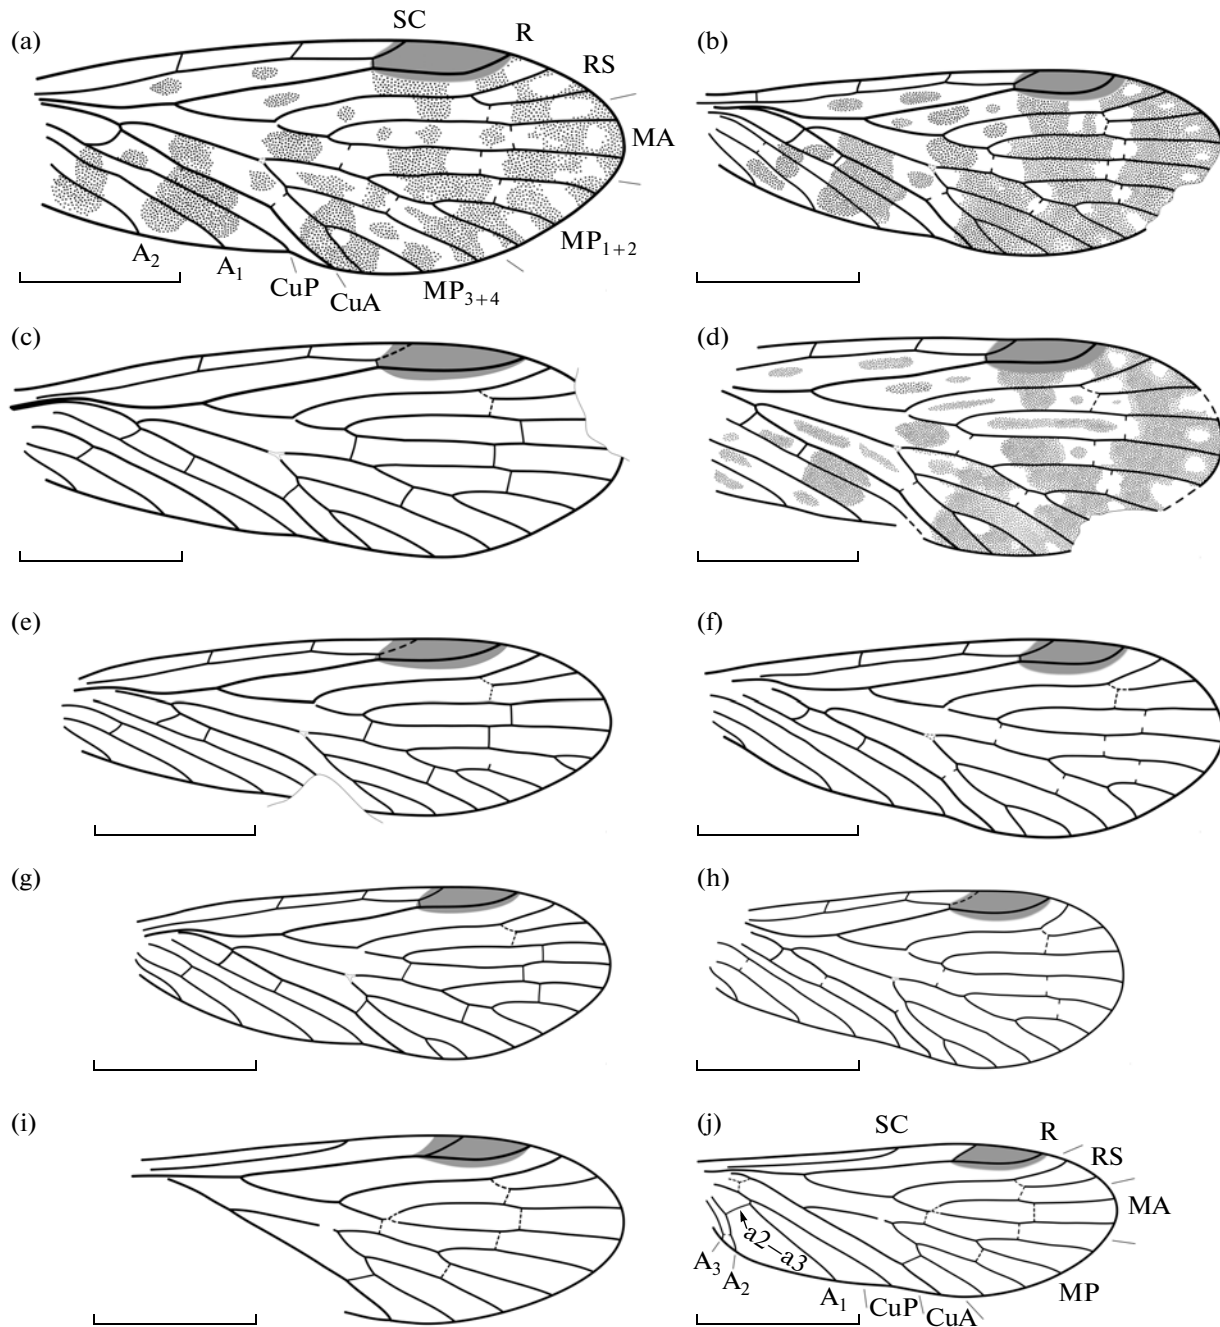 (a)
SC
R
RS
MA
MP1+2
MP3+4
CuA
CuP
A1
A2
(b)
(c)
(d)
(e)
(f)
(g)
(h)
(i)
(j)
SC
R
RS
MA
MP
CuA
CuP
A1
A2
A3
a2–a3